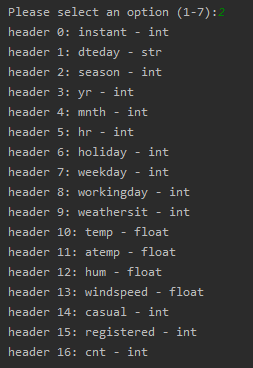 Please select an option (1-7):2
header 0: instant - int
header 1: dteday - str
header 2: season - int
header 3: yr - int
header 4: mnth - int
header 5: hr - int
header 6: holiday - int
header 7: weekday - int
header 8: workingday - int
header 9: weathersit - int
header 10: temp - float
header 11: atemp - float
header 12: hum - float
header 13: windspeed - float
header 14: casual - int
header 15: registered - int
header 16: cnt - int